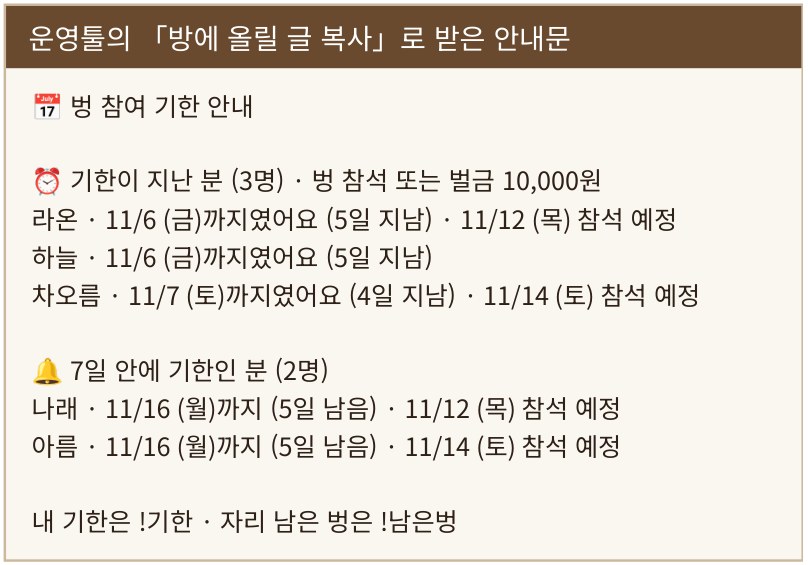 운영툴의 「방에 올릴 글 복사」로 받은 안내문
📅 벙 참여 기한 안내
⏰ 기한이 지난 분 (3명) · 벙 참석 또는 벌금 10,000원
라온 · 11/6 (금)까지였어요 (5일 지남) · 11/12 (목) 참석 예정
하늘 · 11/6 (금)까지였어요 (5일 지남)
차오름 · 11/7 (토)까지였어요 (4일 지남) · 11/14 (토) 참석 예정
🔔 7일 안에 기한인 분 (2명)
나래 · 11/16 (월)까지 (5일 남음) · 11/12 (목) 참석 예정
아름 · 11/16 (월)까지 (5일 남음) · 11/14 (토) 참석 예정
내 기한은 !기한 · 자리 남은 벙은 !남은벙